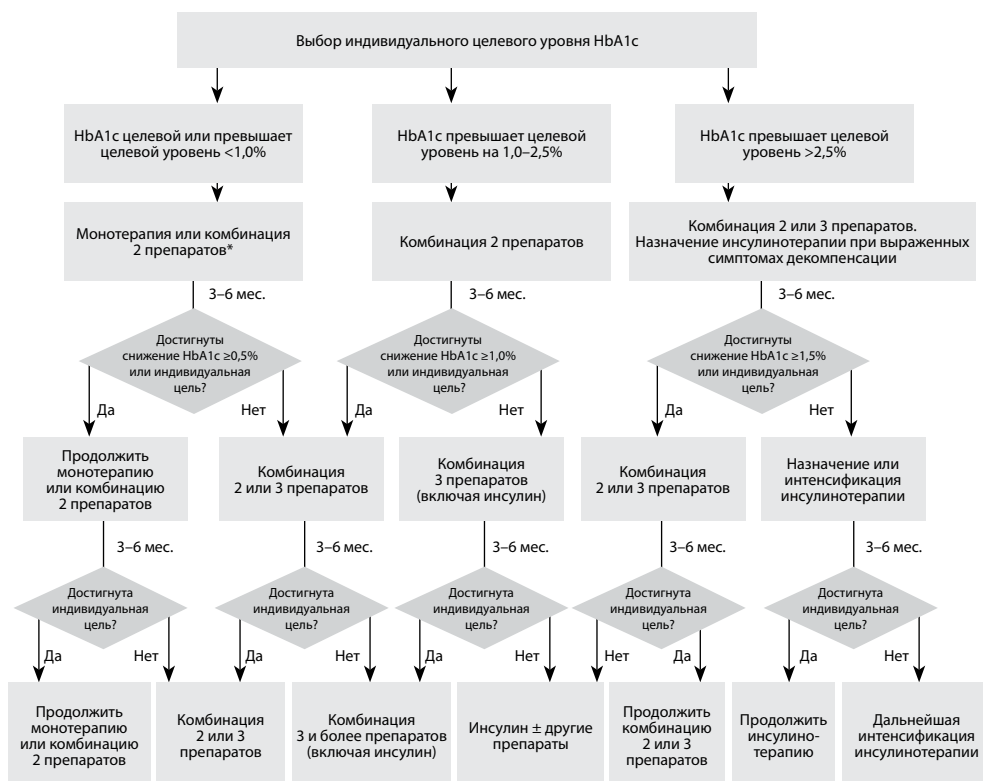 Выбор индивидуального целевого уровня HbA1c
HbA1c целевой или превышает
целевой уровень <1,0%
HbA1c превышает целевой
уровень на 1,0–2,5%
HbA1c превышает целевой
уровень >2,5%
Монотерапия или комбинация
2 препаратов*
Комбинация 2 препаратов
Комбинация 2 или 3 препаратов.
Назначение инсулинотерапии при выраженных
симптомах декомпенсации
3–6 мес.
3–6 мес.
3–6 мес.
Достигнуты
снижение HbA1c ≥0,5%
или индивидуальная
цель?
Достигнуты
снижение HbA1c ≥1,0%
или индивидуальная
цель?
Достигнуты
снижение HbA1c ≥1,5%
или индивидуальная
цель?
Да
Нет
Да
Нет
Да
Нет
Продолжить
монотерапию
или комбинацию
2 препаратов
Комбинация
2 или 3 препаратов
Комбинация
3 препаратов
(включая инсулин)
Комбинация
2 или 3 препаратов
Назначение или
интенсификация
инсулинотерапии
3–6 мес.
3–6 мес.
3–6 мес.
3–6 мес.
3–6 мес.
Достигнута
индивидуальная
цель?
Достигнута
индивидуальная
цель?
Достигнута
индивидуальная
цель?
Достигнута
индивидуальная
цель?
Достигнута
индивидуальная
цель?
Да
Нет
Да
Нет
Да
Нет
Нет
Да
Да
Нет
Продолжить
монотерапию
или комбинацию
2 препаратов
Комбинация
2 или 3
препаратов
Комбинация
3 и более препаратов
(включая инсулин)
Инсулин ± другие
препараты
Продолжить
комбинацию
2 или 3
препаратов
Продолжить
инсулино-
терапию
Дальнейшая
интенсификация
инсулинотерапии